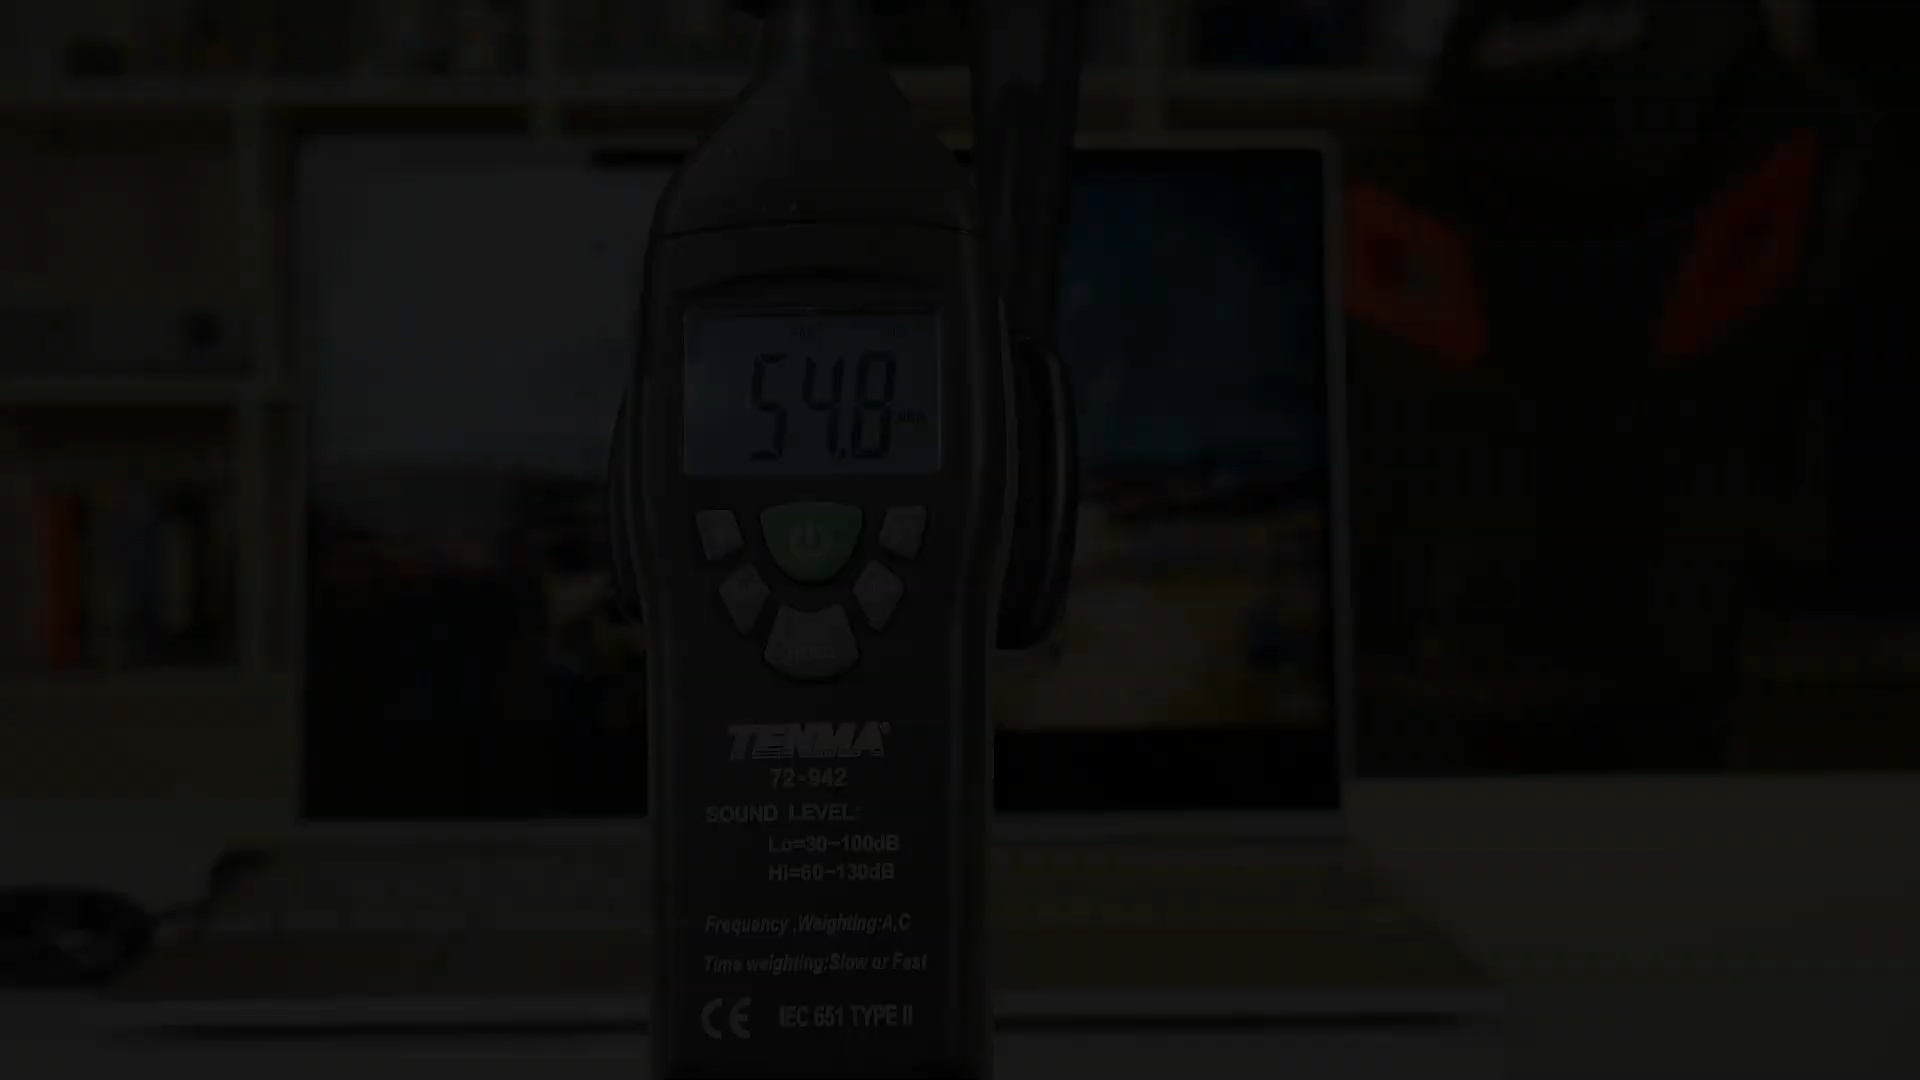 54.8
HOLD
TENMA®
72-942
SOUND LEVEL:
Lo=30~100dB
Hi=60~130dB
Frequency ,Weighting:A,C
Time weighting:Slow or Fast
CE IEC 651 TYPE II